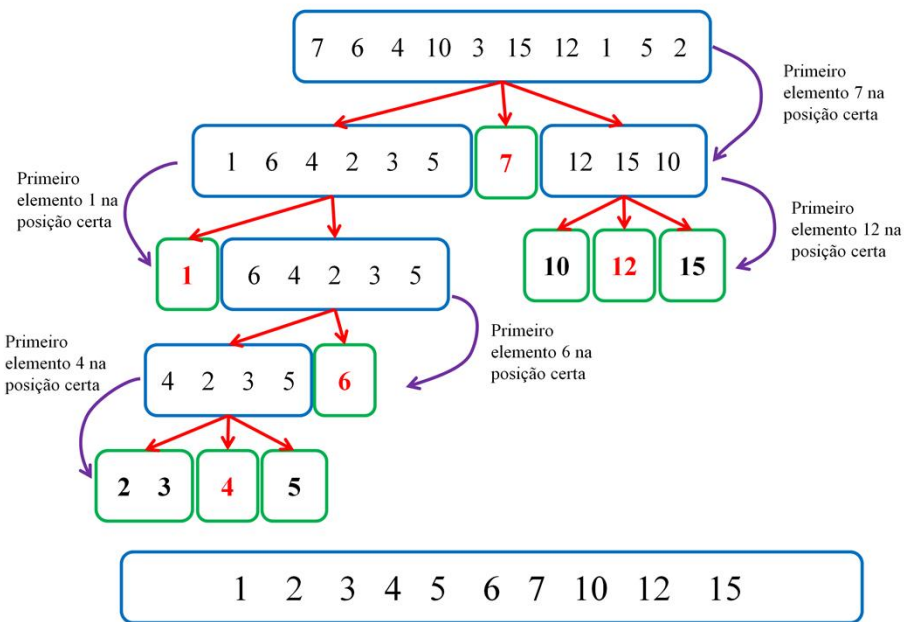 7 6 4 10 3 15 12 1 5 2
Primeiro
elemento 7 na
posição certa
1 6 4 2 3 5 7 12 15 10
Primeiro
elemento 1 na
posição certa
Primeiro
elemento 12 na
posição certa
1 6 4 2 3 5 10 12 15
Primeiro
elemento 6 na
posição certa
Primeiro
elemento 4 na
posição certa
4 2 3 5 6
2 3 4 5
1 2 3 4 5 6 7 10 12 15